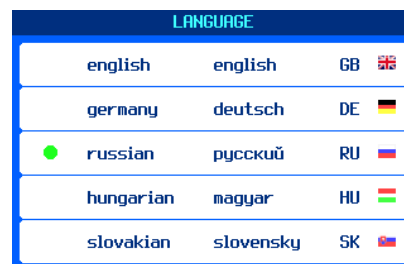 LANGUAGE
english english GB
germany deutsch DE
russian русский RU
hungarian magyar HU
slovakian slovensky SK